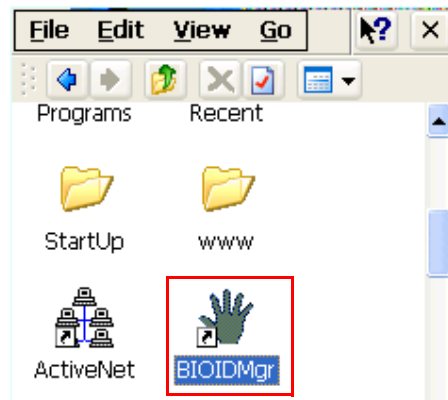 File Edit View Go ?
Programs Recent
StartUp www
ActiveNet BIOIDMgr